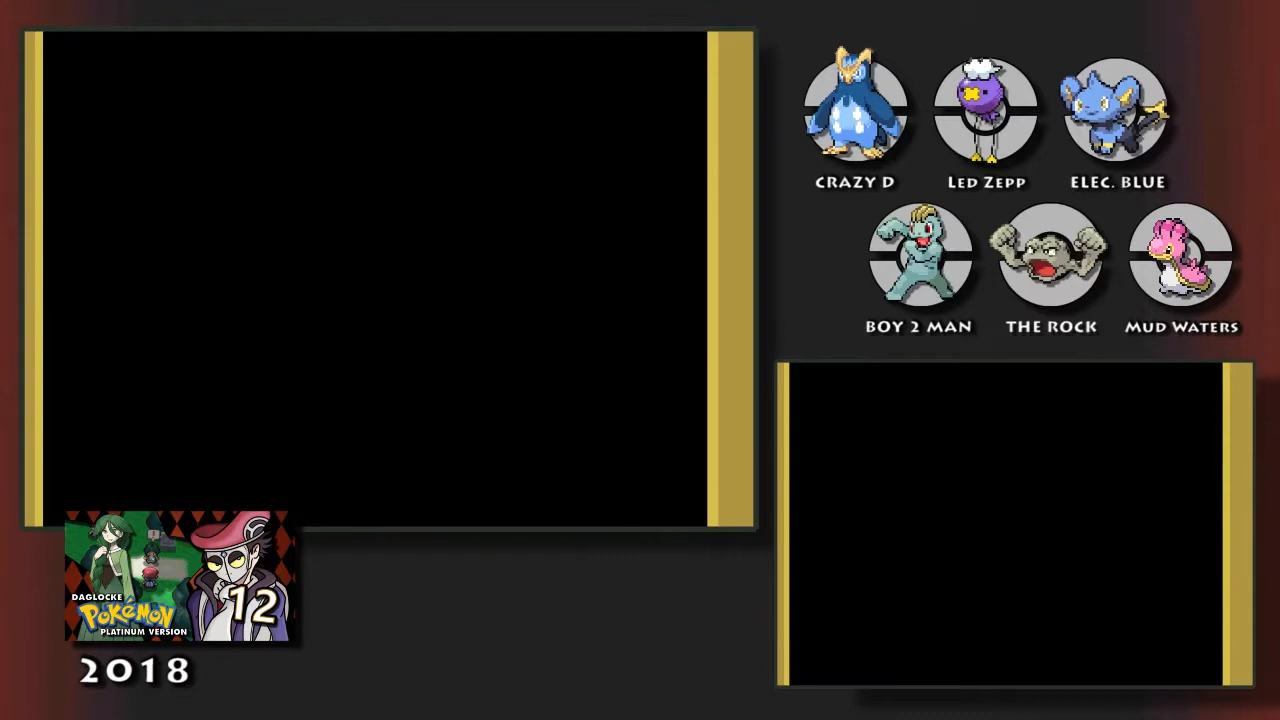 CRAZY D
LED ZEPP
ELEC. BLUE
BOY 2 MAN
THE ROCK
MUD WATERS
12
DAGLOCKE
POKéMON
PLATINUM VERSION
2018